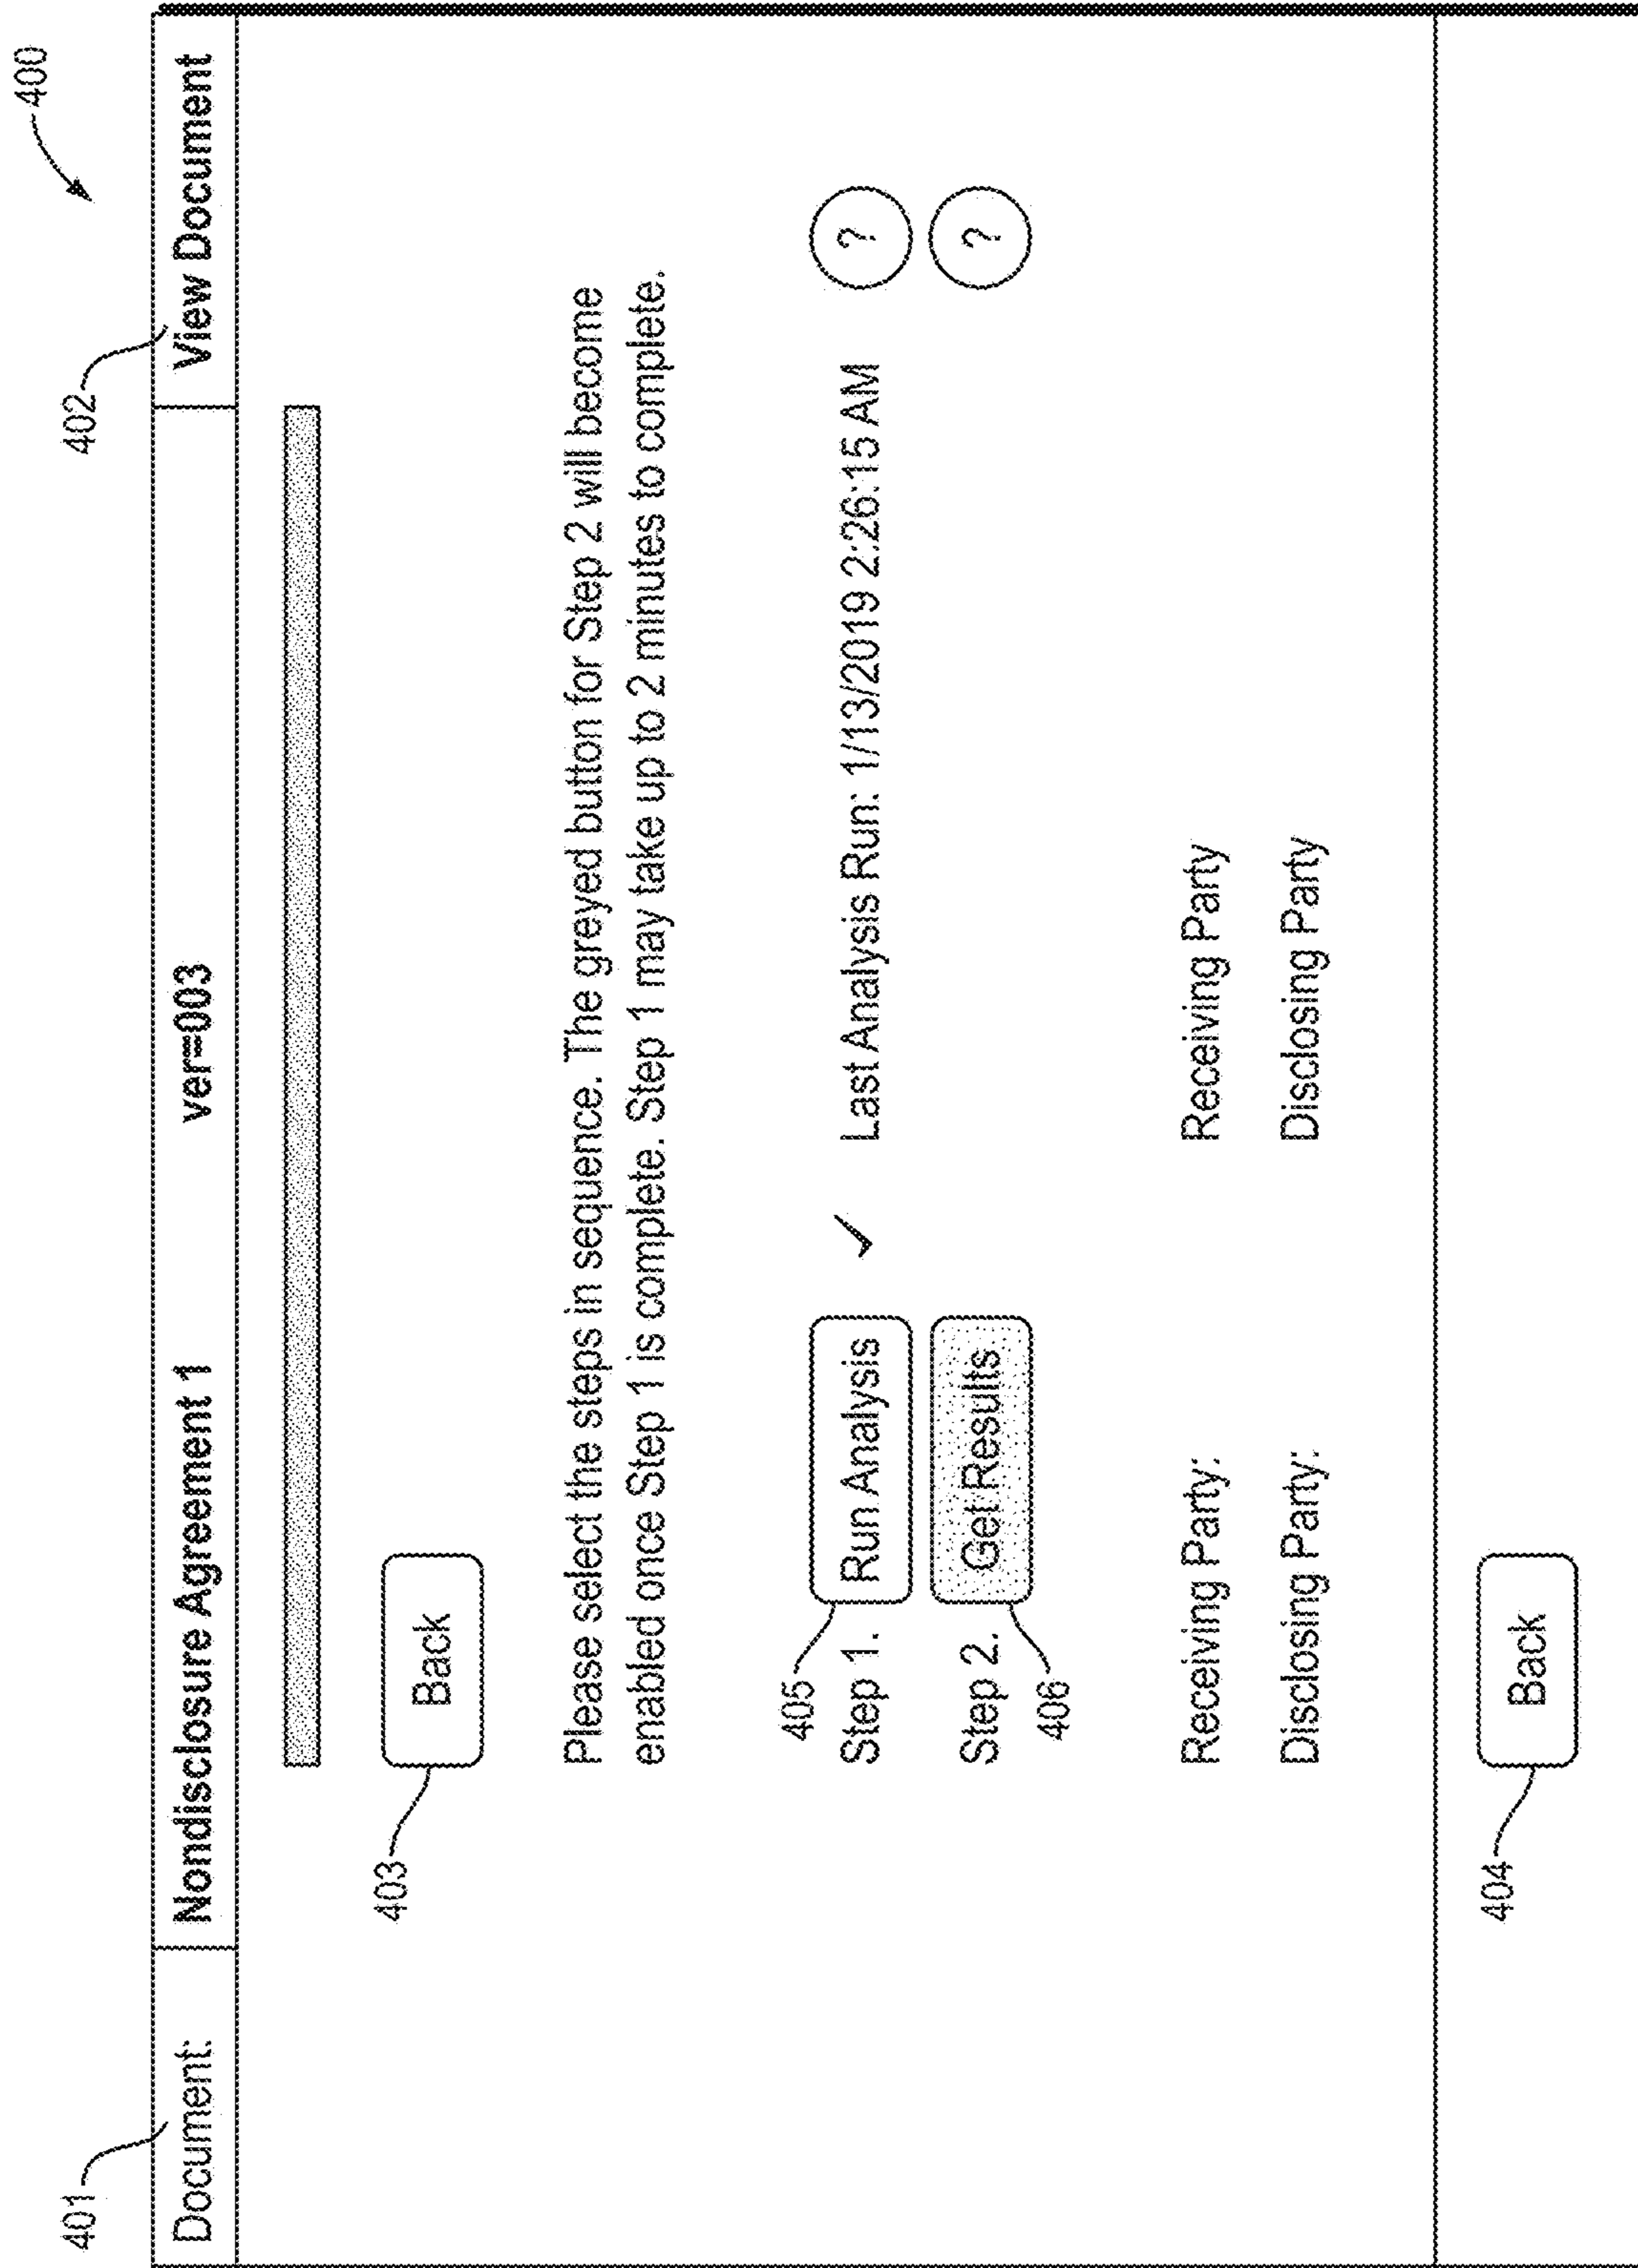 400
401
402
Document: Nondisclosure Agreement 1 ver=003 View Document
403
Back
Please select the steps in sequence. The greyed button for Step 2 will become
enabled once Step 1 is complete. Step 1 may take up to 2 minutes to complete.
405
Step 1. Run Analysis ✓ Last Analysis Run: 1/13/2019 2:26:15 AM ?
Step 2. Get Results ?
406
Receiving Party: Receiving Party
Disclosing Party: Disclosing Party
404
Back